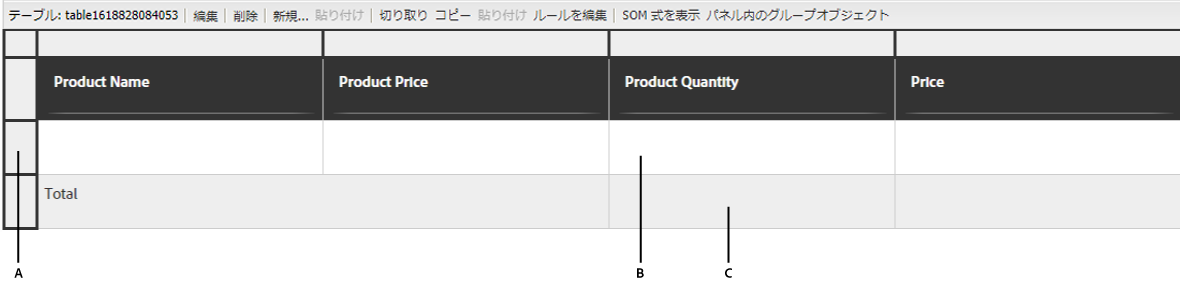 テーブル: table1618828084053 | 編集 | 削除 | 新規... 貼り付け | 切り取り コピー 貼り付け ルールを編集 | SOM 式を表示 パネル内のグループオブジェクト
Product Name Product Price Product Quantity Price
Total
A B C